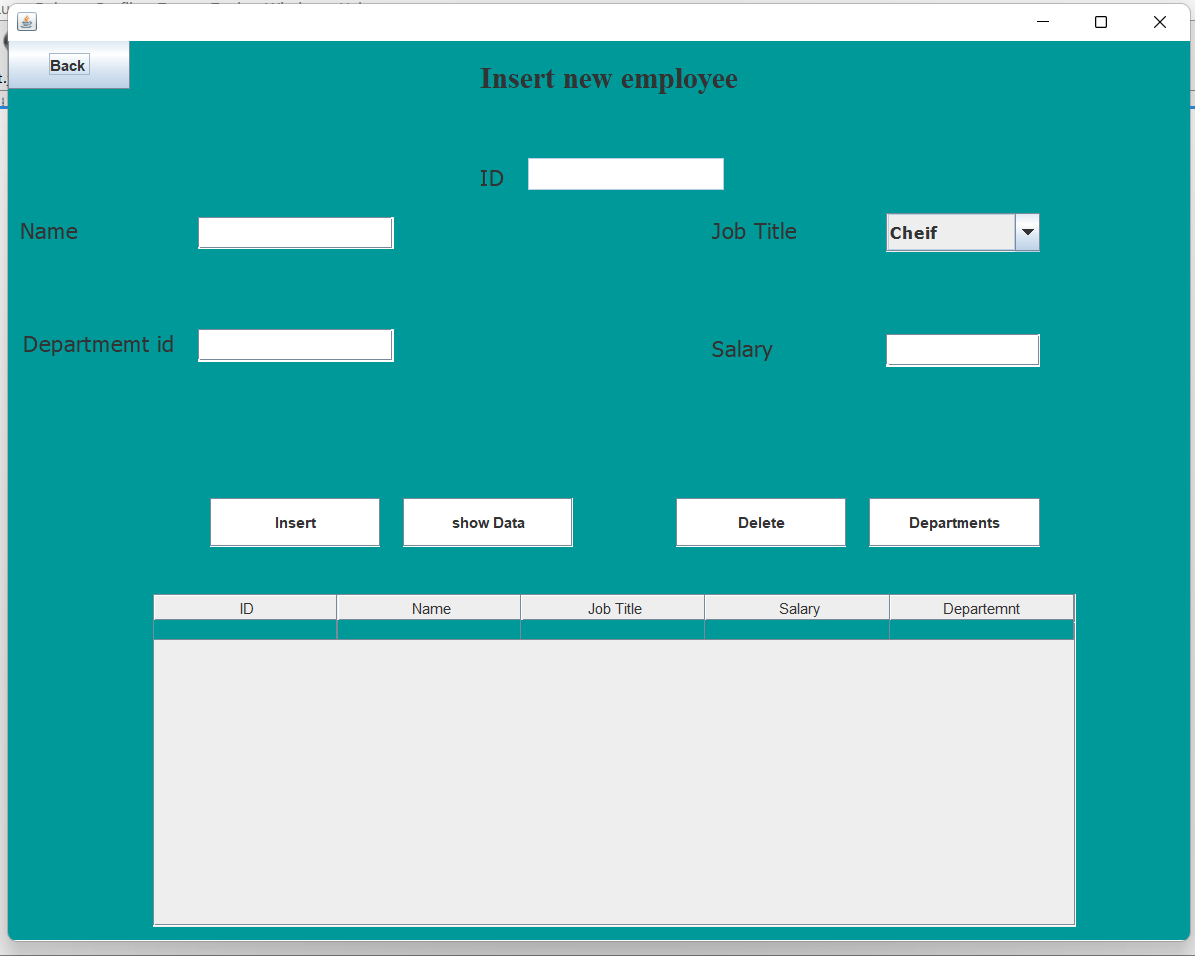 Back
Insert new employee
ID
Name
Job Title
Cheif
Departmemt id
Salary
Insert show Data Delete Departments
ID Name Job Title Salary Departemnt